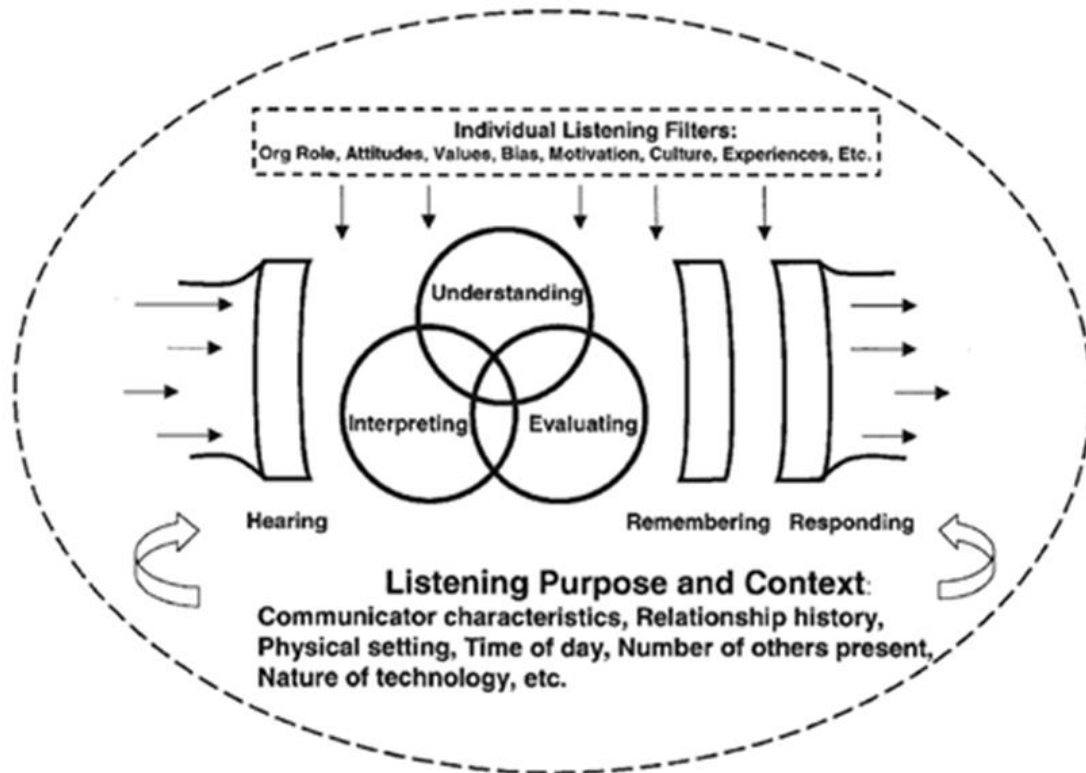 Individual Listening Filters:
Org Role, Attitudes, Values, Bias, Motivation, Culture, Experiences, Etc.
Understanding
Interpreting
Evaluating
Hearing
Remembering
Responding
Listening Purpose and Context:
Communicator characteristics, Relationship history,
Physical setting, Time of day, Number of others present,
Nature of technology, etc.